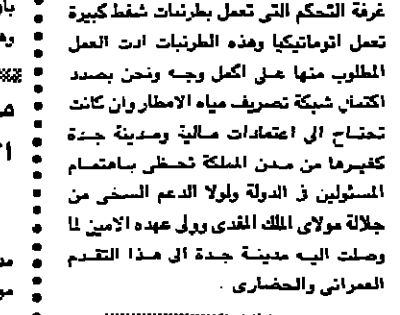 غرفة التحكم التى تعمل بطرنبات شفط كبيرة
تعمل اتوماتيكيا وهذه الطرنبات ادت العمل
المطلوب منها على اكمل وجه ونحن بصدد
اكتمال شبكة تصريف مياه الامطار وان كانت
تحتاج الى اعتمادات مالية ومدينة جدة
كغيرها من مدن المملكة تحظى باهتمام
المسئولين فى الدولة ولولا الدعم السخى من
جلالة مولاى الملك المفدى وولى عهده الامين لما
وصلت اليه مدينة جدة الى هذا التقدم
العمرانى والحضارى .